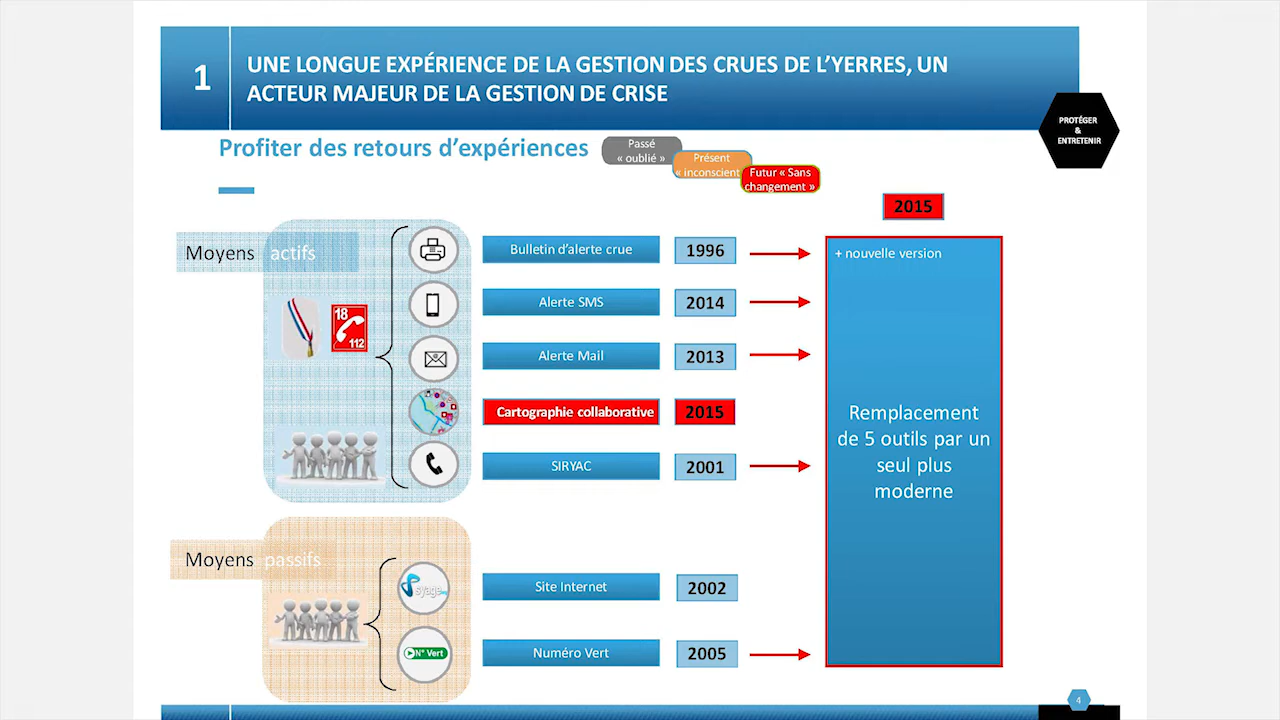 1
UNE LONGUE EXPÉRIENCE DE LA GESTION DES CRUES DE L'YERRES, UN
ACTEUR MAJEUR DE LA GESTION DE CRISE
PROTÉGER
&
ENTRETENIR
Profiter des retours d'expériences
Passé
« oublié »
Présent
« inconscient
Futur « Sans
changement »
2015
Moyens actifs
18
112
Bulletin d'alerte crue
1996
+ nouvelle version
Alerte SMS
2014
Alerte Mail
2013
Cartographie collaborative
2015
SIRYAC
2001
Remplacement
de 5 outils par un
seul plus
moderne
Moyens passifs
syage
Site Internet
2002
N° Vert
Numéro Vert
2005
4